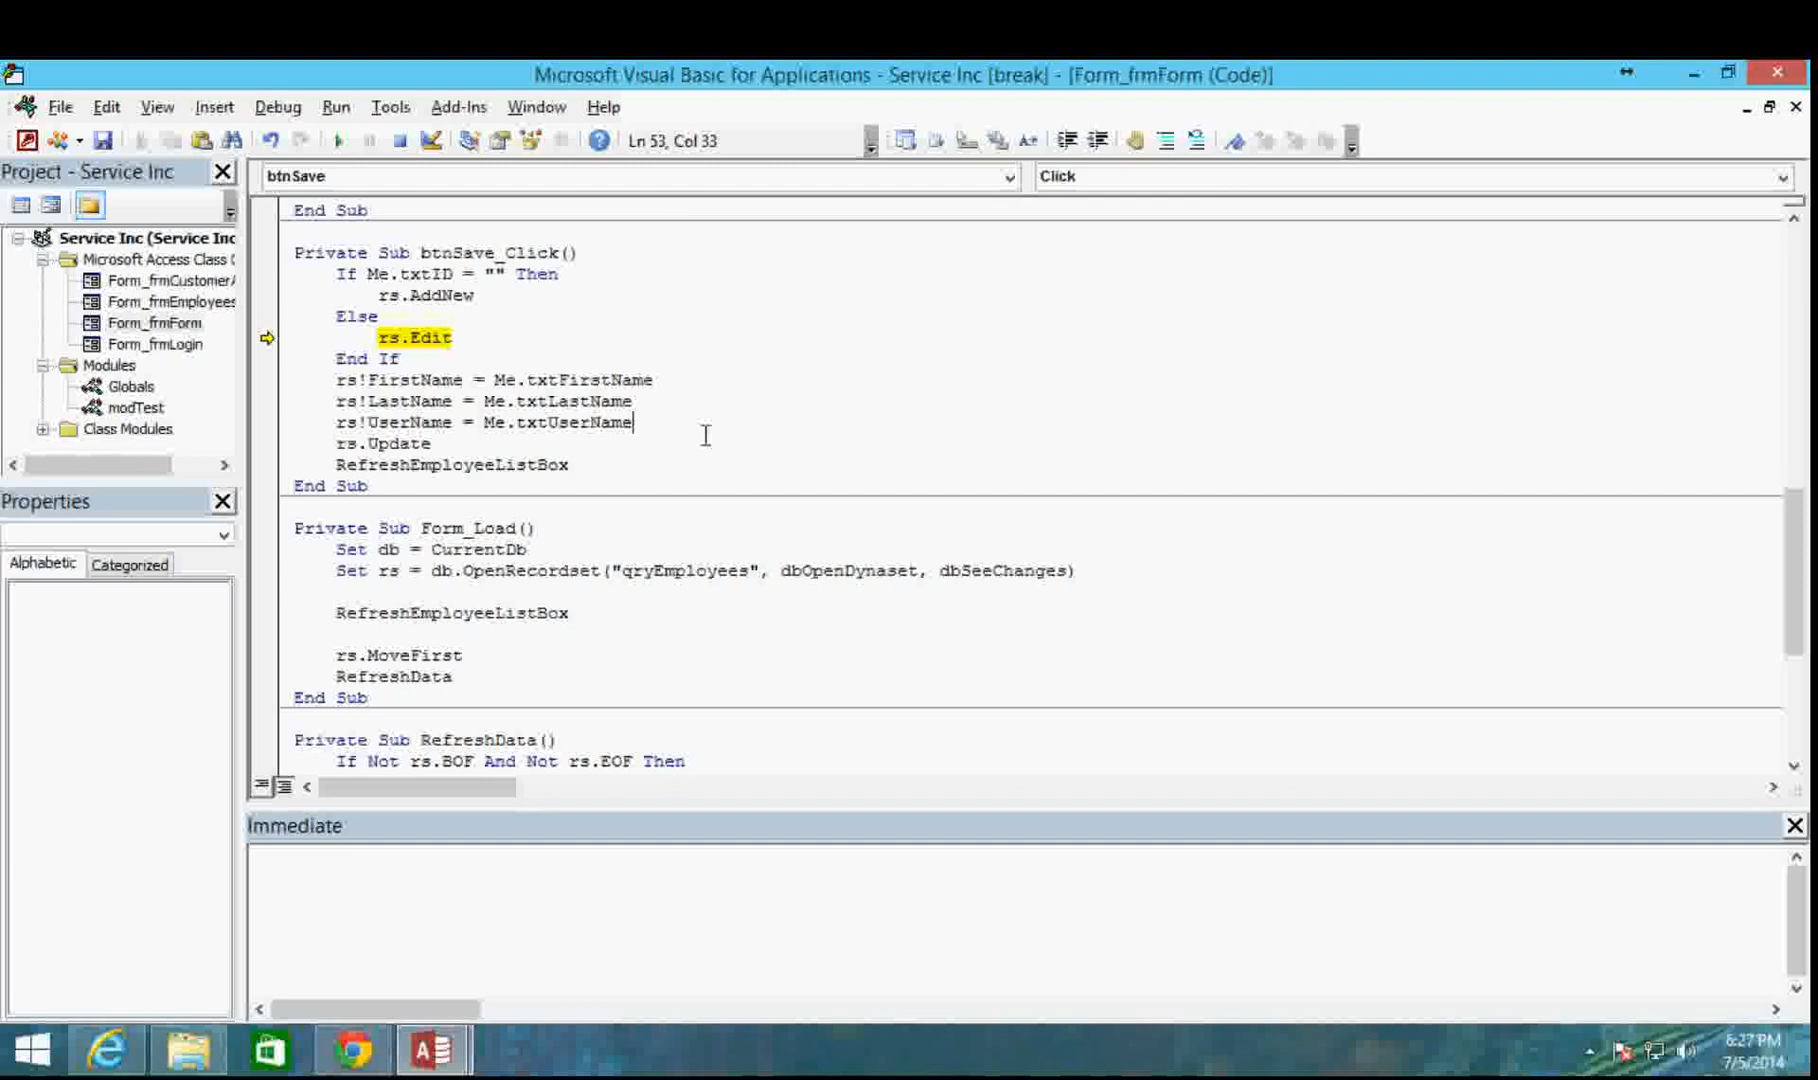 Microsoft Visual Basic for Applications - Service Inc [break] - [Form_frmForm (Code)]
File Edit View Insert Debug Run Tools Add-Ins Window Help
Ln 53, Col 33
Project - Service Inc
btnSave
Click
Service Inc (Service Inc
Microsoft Access Class
Form_frmCustomer
Form_frmEmployees
Form_frmForm
Form_frmLogin
Modules
Globals
modTest
Class Modules
Properties
Alphabetic Categorized
End Sub
Private Sub btnSave_Click()
If Me.txtID = "" Then
rs.AddNew
Else
rs.Edit
End If
rs!FirstName = Me.txtFirstName
rs!LastName = Me.txtLastName
rs!UserName = Me.txtUserName
rs.Update
RefreshEmployeeListBox
End Sub
Private Sub Form_Load()
Set db = CurrentDb
Set rs = db.OpenRecordset("qryEmployees", dbOpenDynaset, dbSeeChanges)
RefreshEmployeeListBox
rs.MoveFirst
RefreshData
End Sub
Private Sub RefreshData()
If Not rs.BOF And Not rs.EOF Then
Immediate
6:27 PM
7/5/2014